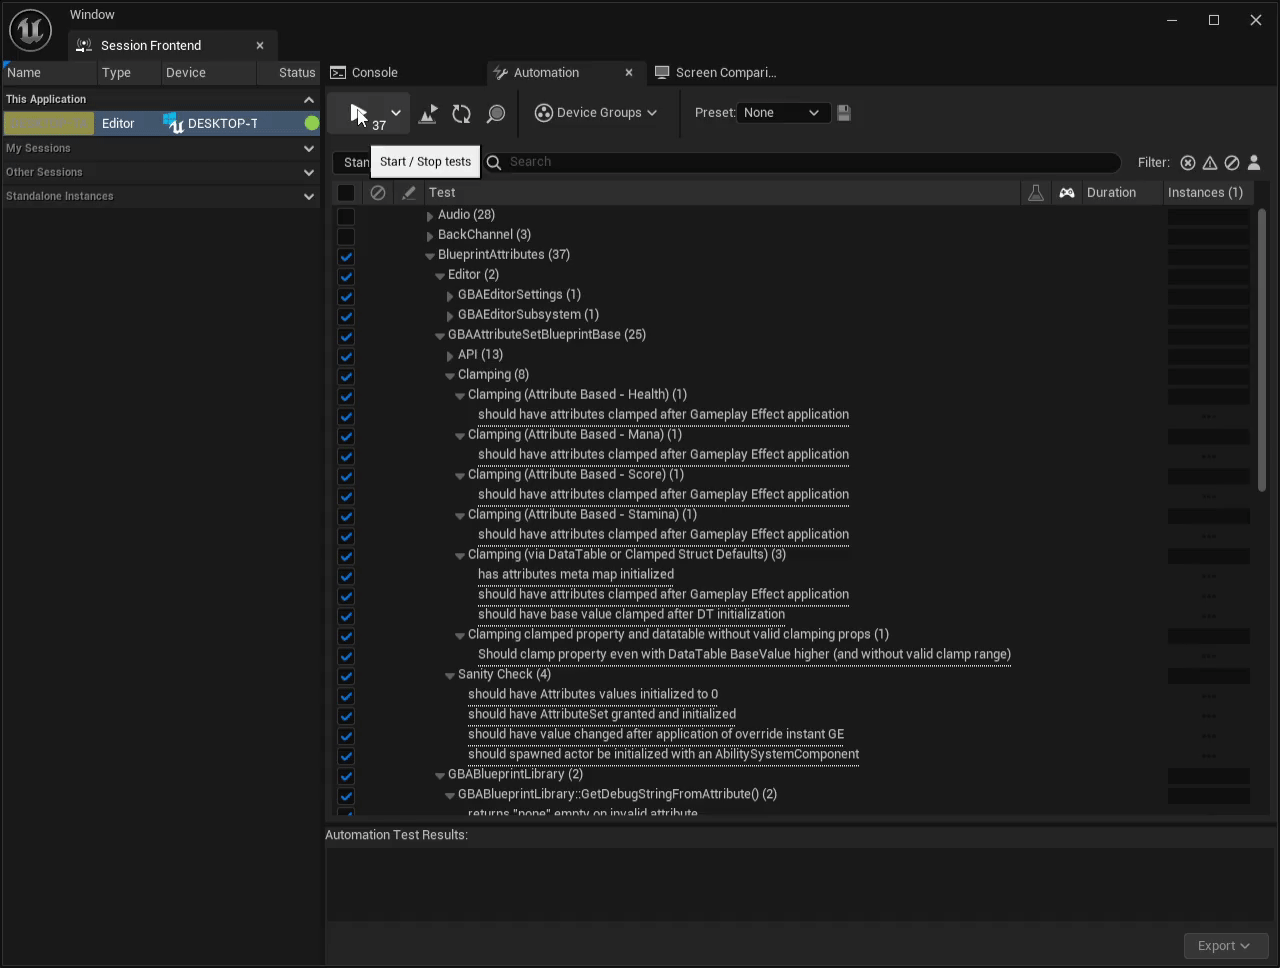 Window
Session Frontend
Name Type Device Status
Console Automation Screen Compari...
This Application
Editor DESKTOP-T
My Sessions
Other Sessions
Standalone Instances
37
Device Groups
Preset: None
Start / Stop tests
Stan
Search
Filter:
Test Duration Instances (1)
Audio (28)
BackChannel (3)
BlueprintAttributes (37)
Editor (2)
GBAEditorSettings (1)
GBAEditorSubsystem (1)
GBAAttributeSetBlueprintBase (25)
API (13)
Clamping (8)
Clamping (Attribute Based - Health) (1)
should have attributes clamped after Gameplay Effect application
Clamping (Attribute Based - Mana) (1)
should have attributes clamped after Gameplay Effect application
Clamping (Attribute Based - Score) (1)
should have attributes clamped after Gameplay Effect application
Clamping (Attribute Based - Stamina) (1)
should have attributes clamped after Gameplay Effect application
Clamping (via DataTable or Clamped Struct Defaults) (3)
has attributes meta map initialized
should have attributes clamped after Gameplay Effect application
should have base value clamped after DT initialization
Clamping clamped property and datatable without valid clamping props (1)
Should clamp property even with DataTable BaseValue higher (and without valid clamp range)
Sanity Check (4)
should have Attributes values initialized to 0
should have AttributeSet granted and initialized
should have value changed after application of override instant GE
should spawned actor be initialized with an AbilitySystemComponent
GBABlueprintLibrary (2)
GBABlueprintLibrary::GetDebugStringFromAttribute() (2)
returns "none" empty on invalid attribute
Automation Test Results:
Export